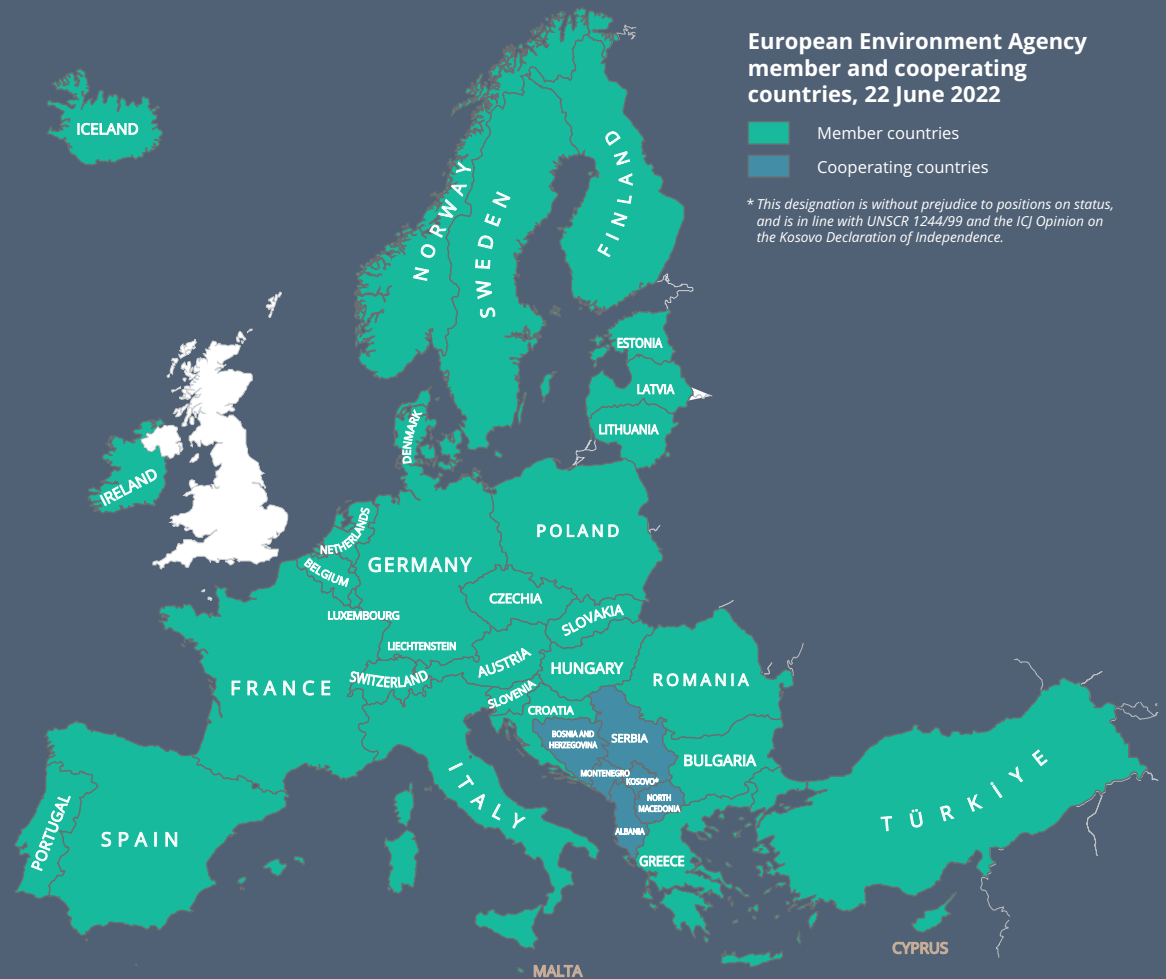 European Environment Agency
member and cooperating
countries, 22 June 2022
Member countries
Cooperating countries
* This designation is without prejudice to positions on status,
and is in line with UNSCR 1244/99 and the ICJ Opinion on
the Kosovo Declaration of Independence.
ICELAND
NORWAY
SWEDEN
FINLAND
ESTONIA
LATVIA
LITHUANIA
DENMARK
IRELAND
NETHERLANDS
BELGIUM
GERMANY
POLAND
LUXEMBOURG
CZECHIA
SLOVAKIA
LIECHTENSTEIN
AUSTRIA
HUNGARY
SWITZERLAND
FRANCE
SLOVENIA
CROATIA
ROMANIA
BOSNIA AND
HERZEGOVINA
SERBIA
BULGARIA
MONTENEGRO
KOSOVO*
NORTH
MACEDONIA
ALBANIA
ITALY
GREECE
TÜRKİYE
PORTUGAL
SPAIN
CYPRUS
MALTA